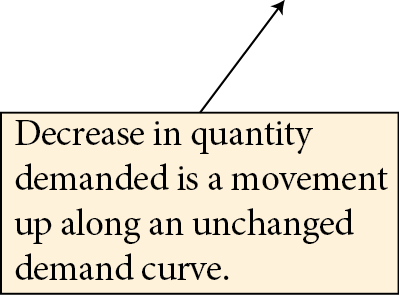 Decrease in quantity
demanded is a movement
up along an unchanged
demand curve.